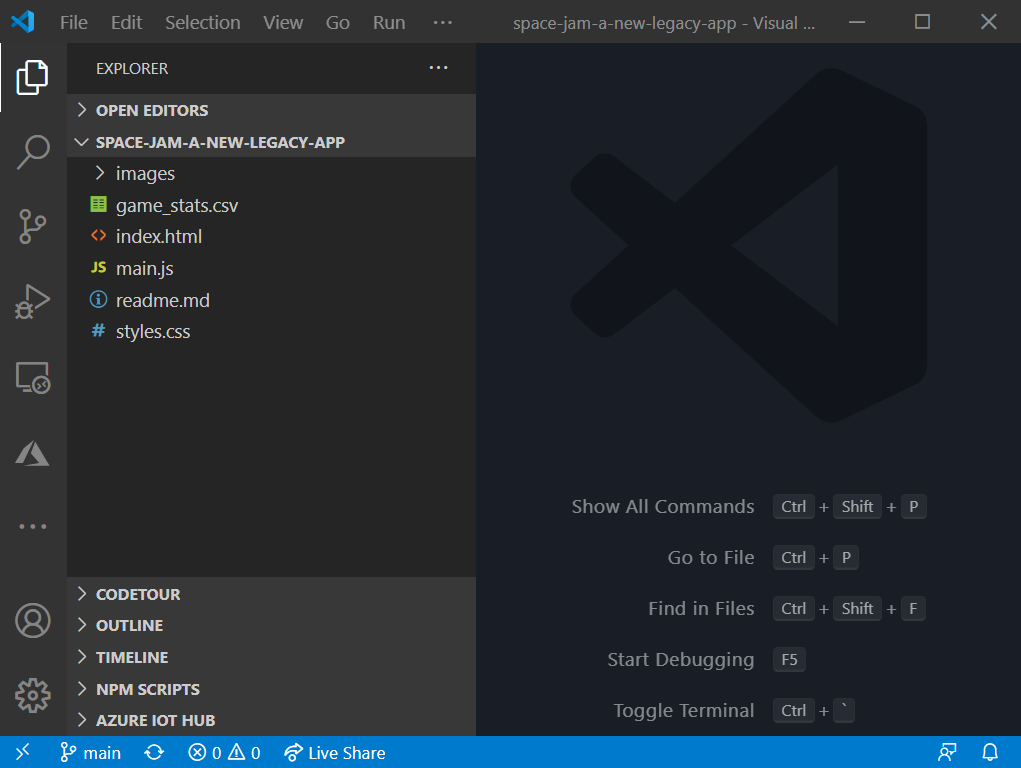 File Edit Selection View Go Run ··· space-jam-a-new-legacy-app - Visual ...
EXPLORER ···
OPEN EDITORS
SPACE-JAM-A-NEW-LEGACY-APP
images
game_stats.csv
<> index.html
JS main.js
readme.md
# styles.css
CODETOUR
OUTLINE
TIMELINE
NPM SCRIPTS
AZURE IOT HUB
Show All Commands Ctrl + Shift + P
Go to File Ctrl + P
Find in Files Ctrl + Shift + F
Start Debugging F5
Toggle Terminal Ctrl + `
main 0 0 Live Share